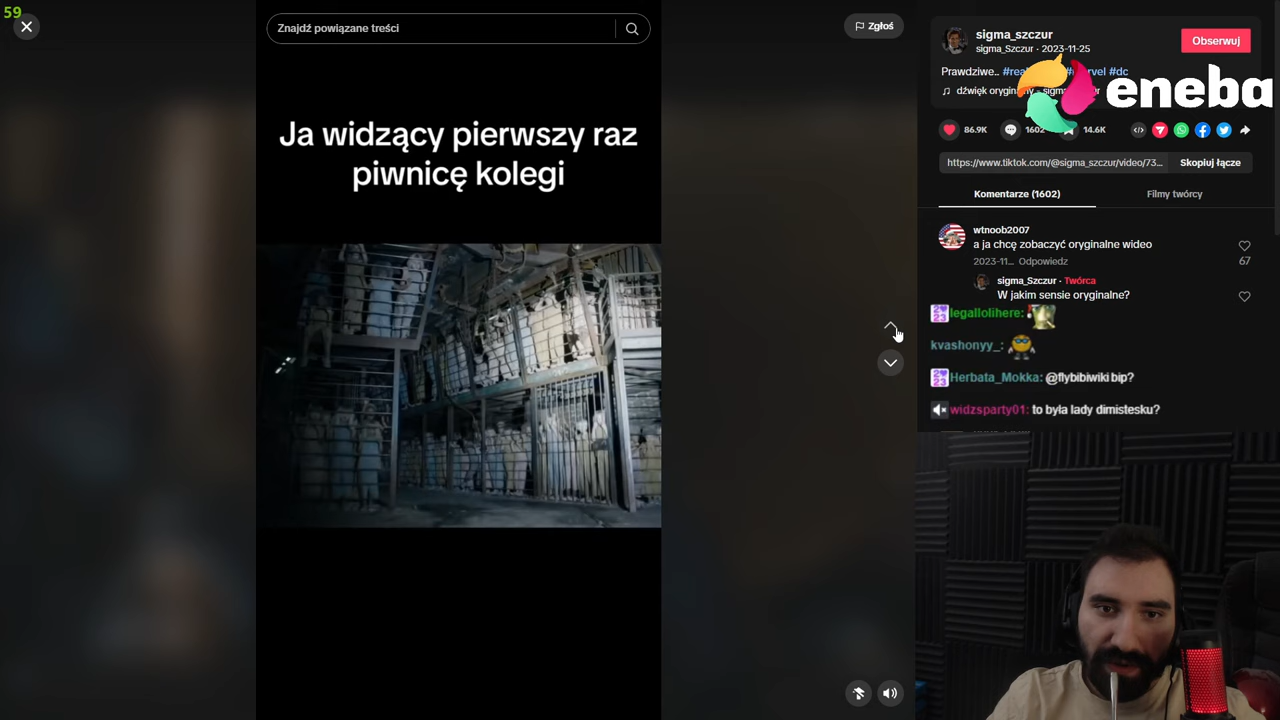 59
Znajdź powiązane treści
Zgłoś
Ja widzący pierwszy raz
piwnicę kolegi
sigma_szczur
sigma_Szczur · 2023-11-25
Obserwuj
Prawdziwe.. #dc
eneba
86.9K
1602
14.6K
https://www.tiktok.com/@sigma_szczur/video/73...
Skopiuj łącze
Komentarze (1602)
Filmy twórcy
wtnoob2007
a ja chcę zobaczyć oryginalne wideo
2023-11... Odpowiedz
67
sigma_Szczur · Twórca
W jakim sensie oryginalne?
legallolihere:
kvashonyy_:
Herbata_Mokka: @flybibiwiki bip?
widzsparty01: to była lady dimistesku?